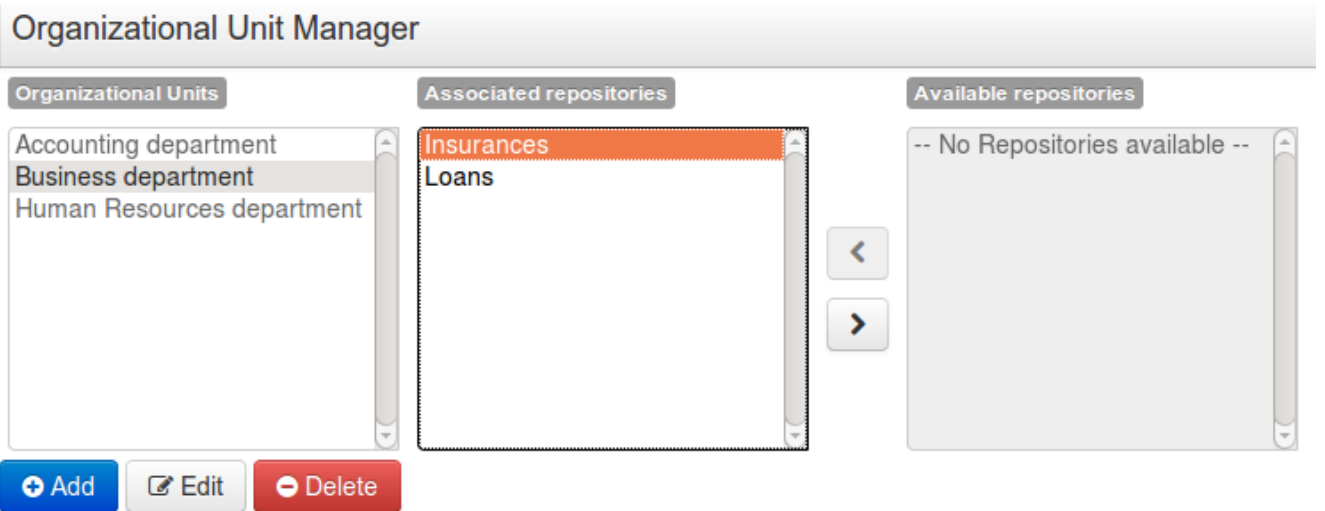 Organizational Unit Manager
Organizational Units
Associated repositories
Available repositories
Accounting department
Business department
Human Resources department
Insurances
Loans
-- No Repositories available --
Add
Edit
Delete